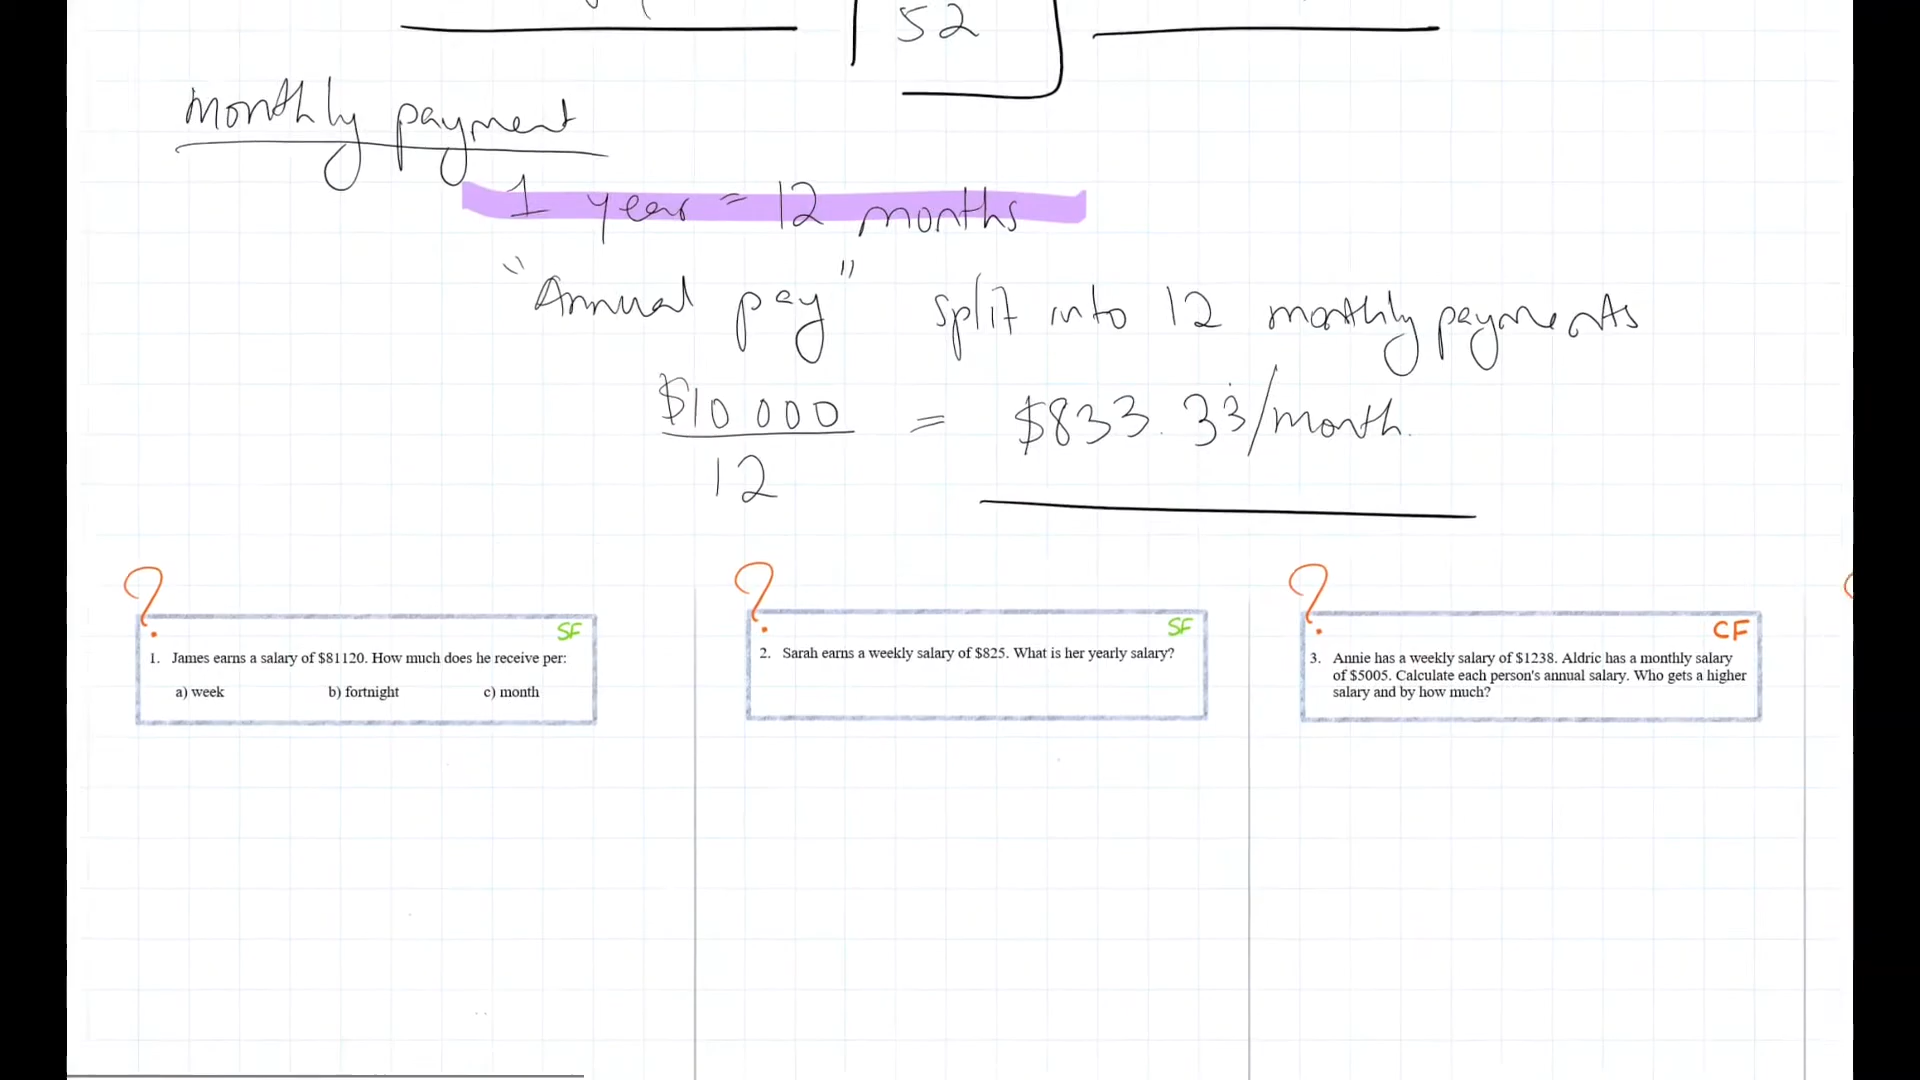 52
Monthly payment
1 year = 12 months
"Annual pay" split into 12 monthly payments
$10 000 / 12 = $833.33/month.
?
SF
1. James earns a salary of $81120. How much does he receive per:
a) week b) fortnight c) month
?
SF
2. Sarah earns a weekly salary of $825. What is her yearly salary?
?
CF
3. Annie has a weekly salary of $1238. Aldric has a monthly salary
of $5005. Calculate each person's annual salary. Who gets a higher
salary and by how much?